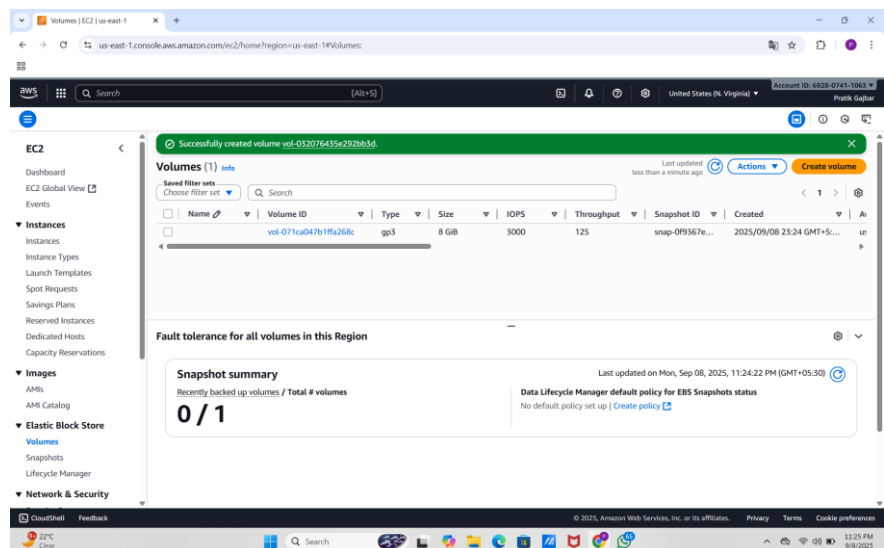 Volumes | EC2 | us-east-1
us-east-1.console.aws.amazon.com/ec2/home?region=us-east-1#Volumes:
P
aws
Search
[Alt+S]
United States (N. Virginia)
Account ID: 6928-0741-1063
Pratik Gajbar
EC2
Dashboard
EC2 Global View
Events
Instances
Instances
Instance Types
Launch Templates
Spot Requests
Savings Plans
Reserved Instances
Dedicated Hosts
Capacity Reservations
Images
AMIs
AMI Catalog
Elastic Block Store
Volumes
Snapshots
Lifecycle Manager
Network & Security
Successfully created volume vol-032076435e292bb3d.
Volumes (1) Info
Last updated
less than a minute ago
Actions
Create volume
Saved filter sets
Choose filter set
Search
1
Name Volume ID Type Size IOPS Throughput Snapshot ID Created
vol-071ca047b1ffa268c gp3 8 GiB 3000 125 snap-0f9367e... 2025/09/08 23:24 GMT+5:...
Fault tolerance for all volumes in this Region
Snapshot summary
Last updated on Mon, Sep 08, 2025, 11:24:22 PM (GMT+05:30)
Recently backed up volumes / Total # volumes
0 / 1
Data Lifecycle Manager default policy for EBS Snapshots status
No default policy set up | Create policy
CloudShell Feedback
© 2025, Amazon Web Services, Inc. or its affiliates. Privacy Terms Cookie preferences
22°C
Clear
Search
11:25 PM
9/8/2025